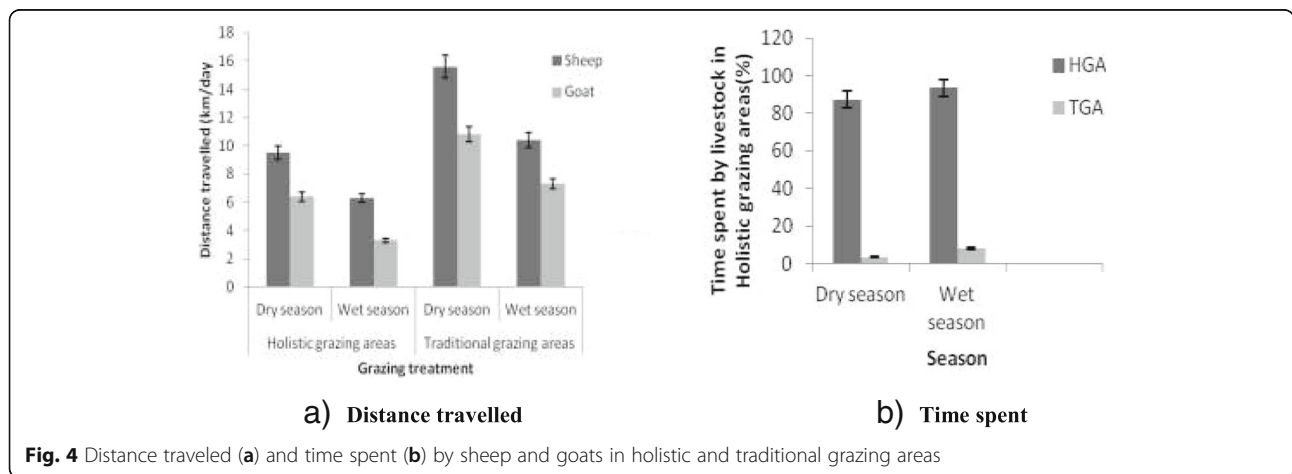 18
16
14
12
10
8
6
4
2
0
Distance travelled (km/day)
Sheep
Goat
Dry season Wet season Dry season Wet season
Holistic grazing areas Traditional grazing areas
Grazing treatment
a) Distance travelled
120
100
80
60
40
20
0
Time spent by livestock in
Holistic grazing areas(%)
HGA
TGA
Dry season Wet
season
Season
b) Time spent
Fig. 4 Distance traveled (a) and time spent (b) by sheep and goats in holistic and traditional grazing areas